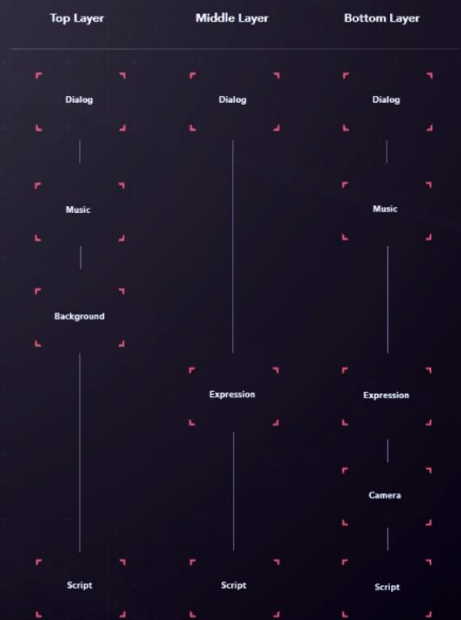 Top Layer Middle Layer Bottom Layer
Dialog Dialog Dialog
Music Music
Background
Expression Expression
Camera
Script Script Script